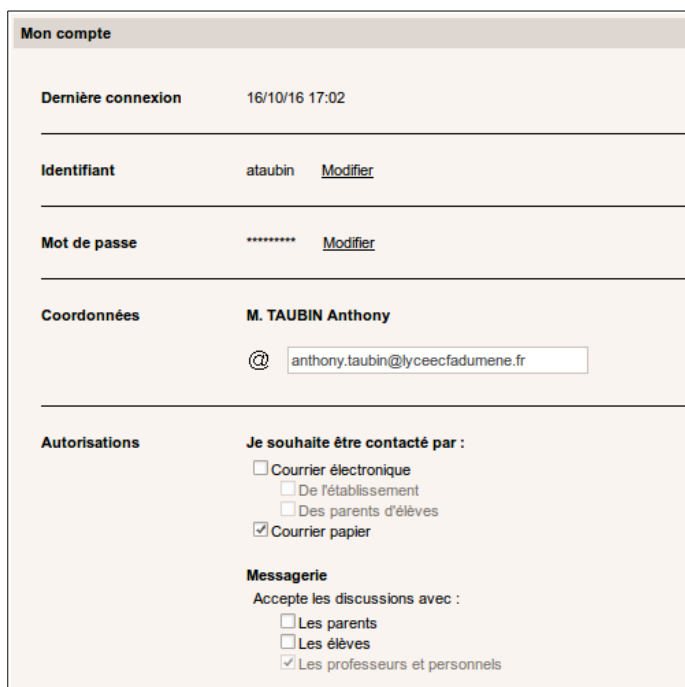 Mon compte
Dernière connexion 16/10/16 17:02
Identifiant ataubin Modifier
Mot de passe ********* Modifier
Coordonnées M. TAUBIN Anthony
@ anthony.taubin@lyceecfadumene.fr
Autorisations Je souhaite être contacté par :
Courrier électronique
De l'établissement
Des parents d'élèves
Courrier papier
Messagerie
Accepte les discussions avec :
Les parents
Les élèves
Les professeurs et personnels